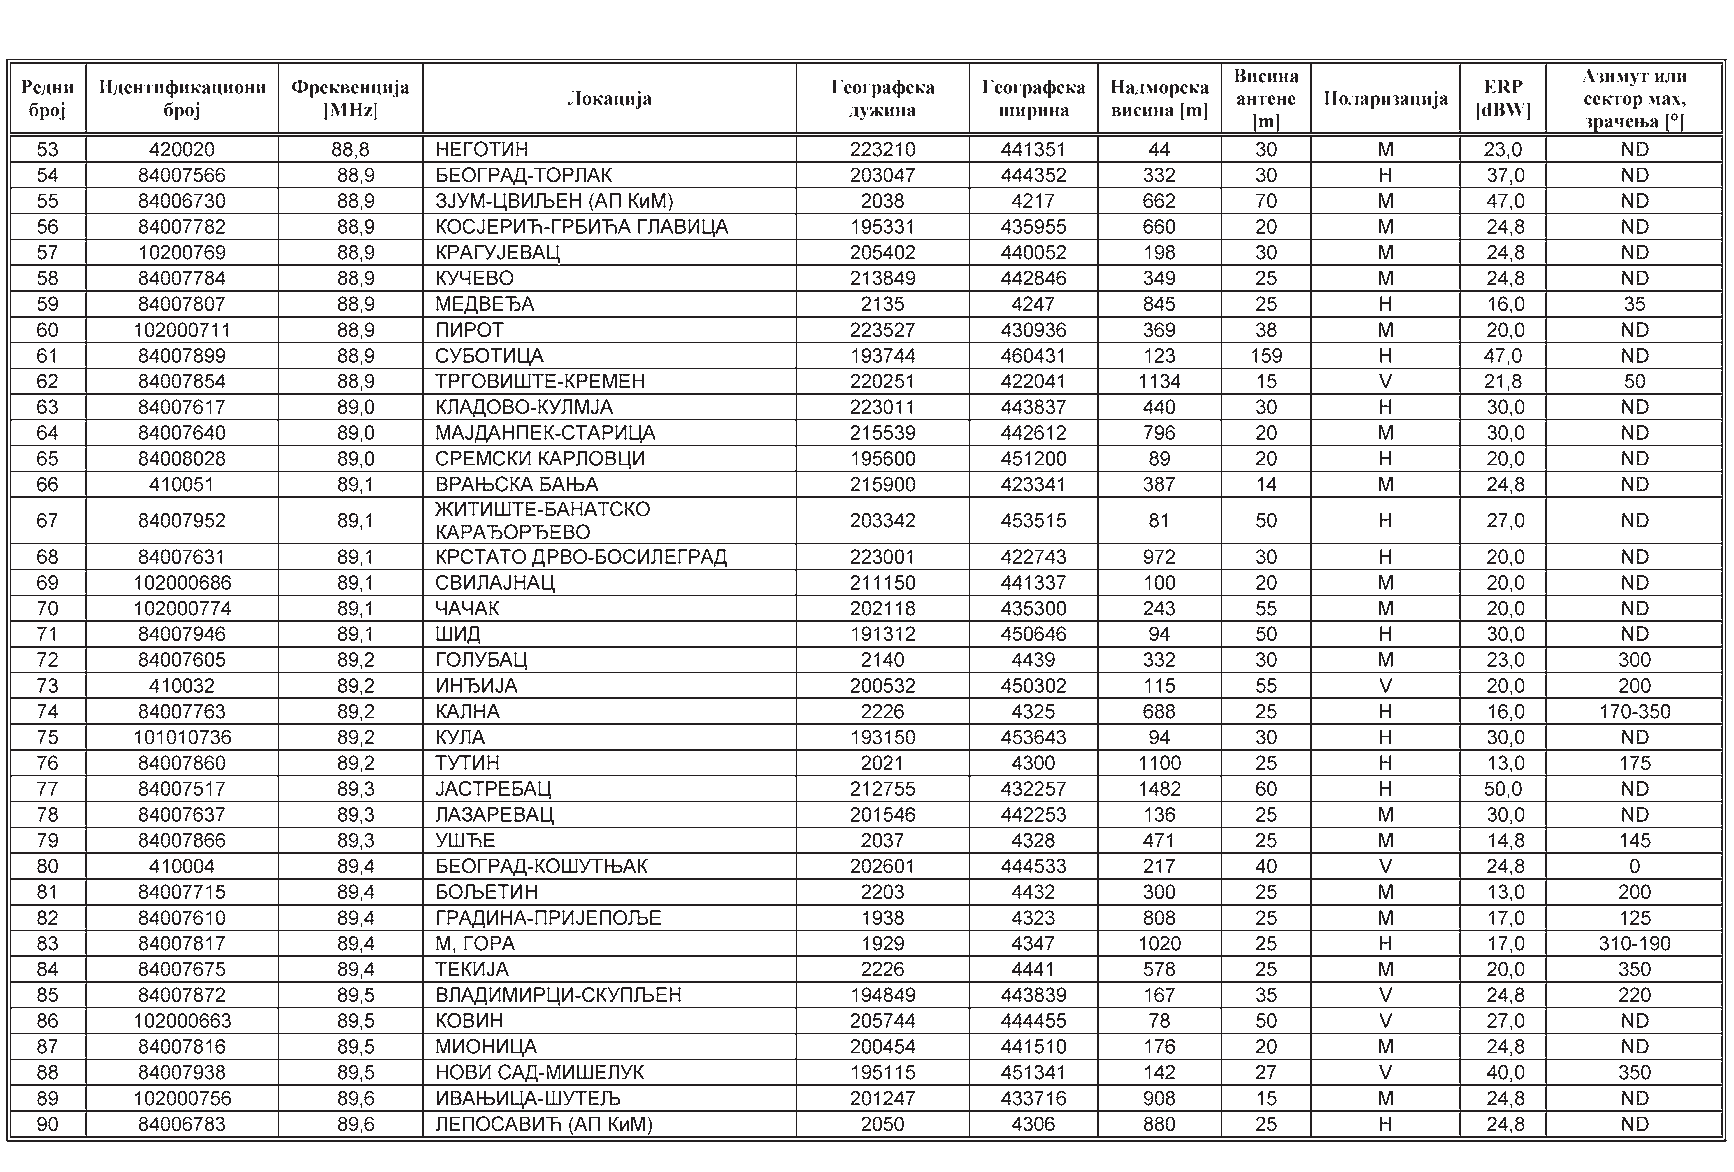 Редни број Идентификациони број Фреквенција [MHz] Локација Географска дужина Географска ширина Надморска висина [m] Висина антене [m] Поларизација ERP [dBW] Азимут или сектор мах, зрачења [°]
53 420020 88,8 НЕГОТИН 223210 441351 44 30 M 23,0 ND
54 84007566 88,9 БЕОГРАД-ТОРЛАК 203047 444352 332 30 H 37,0 ND
55 84006730 88,9 ЗЈУМ-ЦВИЉЕН (АП КиМ) 2038 4217 662 70 M 47,0 ND
56 84007782 88,9 КОСЈЕРИЋ-ГРБИЋА ГЛАВИЦА 195331 435955 660 20 M 24,8 ND
57 10200769 88,9 КРАГУЈЕВАЦ 205402 440052 198 30 M 24,8 ND
58 84007784 88,9 КУЧЕВО 213849 442846 349 25 M 24,8 ND
59 84007807 88,9 МЕДВЕЂА 2135 4247 845 25 H 16,0 35
60 102000711 88,9 ПИРОТ 223527 430936 369 38 M 20,0 ND
61 84007899 88,9 СУБОТИЦА 193744 460431 123 159 H 47,0 ND
62 84007854 88,9 ТРГОВИШТЕ-КРЕМЕН 220251 422041 1134 15 V 21,8 50
63 84007617 89,0 КЛАДОВО-КУЛМЈА 223011 443837 440 30 H 30,0 ND
64 84007640 89,0 МАЈДАНПЕК-СТАРИЦА 215539 442612 796 20 M 30,0 ND
65 84008028 89,0 СРЕМСКИ КАРЛОВЦИ 195600 451200 89 20 H 20,0 ND
66 410051 89,1 ВРАЊСКА БАЊА 215900 423341 387 14 M 24,8 ND
67 84007952 89,1 ЖИТИШТЕ-БАНАТСКО КАРАЂОРЂЕВО 203342 453515 81 50 H 27,0 ND
68 84007631 89,1 КРСТАТО ДРВО-БОСИЛЕГРАД 223001 422743 972 30 H 20,0 ND
69 102000686 89,1 СВИЛАЈНАЦ 211150 441337 100 20 M 20,0 ND
70 102000774 89,1 ЧАЧАК 202118 435300 243 55 M 20,0 ND
71 84007946 89,1 ШИД 191312 450646 94 50 H 30,0 ND
72 84007605 89,2 ГОЛУБАЦ 2140 4439 332 30 M 23,0 300
73 410032 89,2 ИНЂИЈА 200532 450302 115 55 V 20,0 200
74 84007763 89,2 КАЛНА 2226 4325 688 25 H 16,0 170-350
75 101010736 89,2 КУЛА 193150 453643 94 30 H 30,0 ND
76 84007860 89,2 ТУТИН 2021 4300 1100 25 H 13,0 175
77 84007517 89,3 ЈАСТРЕБАЦ 212755 432257 1482 60 H 50,0 ND
78 84007637 89,3 ЛАЗАРЕВАЦ 201546 442253 136 25 M 30,0 ND
79 84007866 89,3 УШЋЕ 2037 4328 471 25 M 14,8 145
80 410004 89,4 БЕОГРАД-КОШУТЊАК 202601 444533 217 40 V 24,8 0
81 84007715 89,4 БОЉЕТИН 2203 4432 300 25 M 13,0 200
82 84007610 89,4 ГРАДИНА-ПРИЈЕПОЉЕ 1938 4323 808 25 M 17,0 125
83 84007817 89,4 М, ГОРА 1929 4347 1020 25 H 17,0 310-190
84 84007675 89,4 ТЕКИЈА 2226 4441 578 25 M 20,0 350
85 84007872 89,5 ВЛАДИМИРЦИ-СКУПЉЕН 194849 443839 167 35 V 24,8 220
86 102000663 89,5 КОВИН 205744 444455 78 50 V 27,0 ND
87 84007816 89,5 МИОНИЦА 200454 441510 176 20 M 24,8 ND
88 84007938 89,5 НОВИ САД-МИШЕЛУК 195115 451341 142 27 V 40,0 350
89 102000756 89,6 ИВАЊИЦА-ШУТЕЉ 201247 433716 908 15 M 24,8 ND
90 84006783 89,6 ЛЕПОСАВИЋ (АП КиМ) 2050 4306 880 25 H 24,8 ND